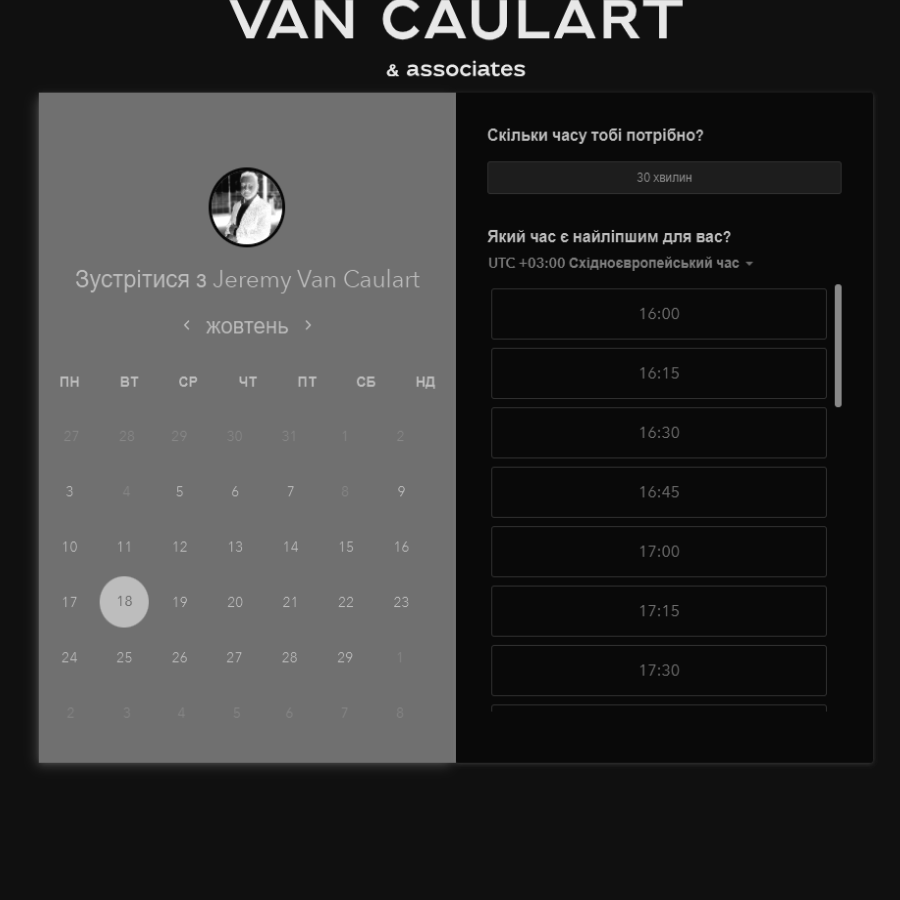 VAN CAULART
& associates
Зустрітися з Jeremy Van Caulart
жовтень
ПН ВТ СР ЧТ ПТ СБ НД
27 28 29 30 31 1 2
3 4 5 6 7 8 9
10 11 12 13 14 15 16
17 18 19 20 21 22 23
24 25 26 27 28 29 1
2 3 4 5 6 7 8
Скільки часу тобі потрібно?
30 хвилин
Який час є найліпшим для вас?
UTC +03:00 Східноєвропейський час
16:00
16:15
16:30
16:45
17:00
17:15
17:30